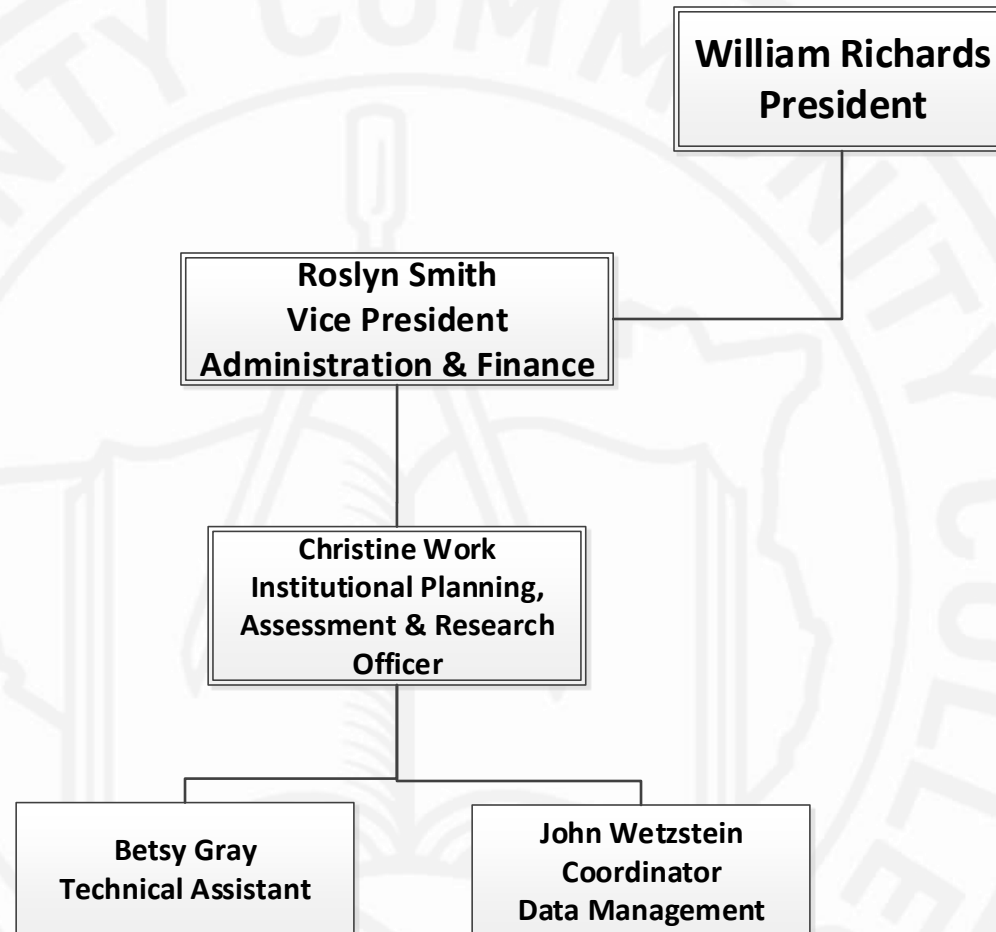 William Richards
President
Roslyn Smith
Vice President
Administration & Finance
Christine Work
Institutional Planning,
Assessment & Research
Officer
Betsy Gray
Technical Assistant
John Wetzstein
Coordinator
Data Management